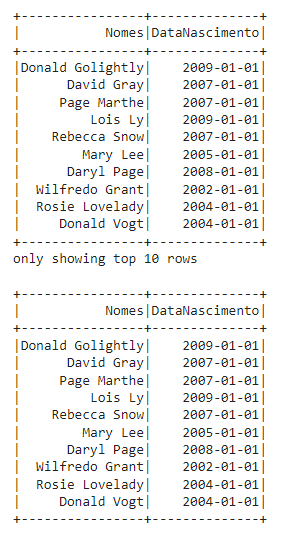 +----------------+--------------+
|           Nomes|DataNascimento|
+----------------+--------------+
|Donald Golightly|    2009-01-01|
|      David Gray|    2007-01-01|
|     Page Marthe|    2007-01-01|
|         Lois Ly|    2009-01-01|
|    Rebecca Snow|    2007-01-01|
|        Mary Lee|    2005-01-01|
|      Daryl Page|    2008-01-01|
|  Wilfredo Grant|    2002-01-01|
|  Rosie Lovelady|    2004-01-01|
|     Donald Vogt|    2004-01-01|
+----------------+--------------+
only showing top 10 rows

+----------------+--------------+
|           Nomes|DataNascimento|
+----------------+--------------+
|Donald Golightly|    2009-01-01|
|      David Gray|    2007-01-01|
|     Page Marthe|    2007-01-01|
|         Lois Ly|    2009-01-01|
|    Rebecca Snow|    2007-01-01|
|        Mary Lee|    2005-01-01|
|      Daryl Page|    2008-01-01|
|  Wilfredo Grant|    2002-01-01|
|  Rosie Lovelady|    2004-01-01|
|     Donald Vogt|    2004-01-01|
+----------------+--------------+